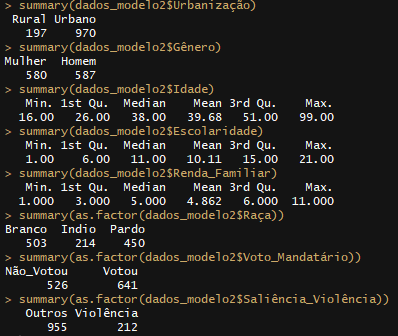 > summary(dados_modelo2$Urbanização)
Rural Urbano
197 970
> summary(dados_modelo2$Gênero)
Mulher Homem
580 587
> summary(dados_modelo2$Idade)
Min. 1st Qu. Median Mean 3rd Qu. Max.
16.00 26.00 38.00 39.68 51.00 99.00
> summary(dados_modelo2$Escolaridade)
Min. 1st Qu. Median Mean 3rd Qu. Max.
1.00 6.00 11.00 10.11 15.00 21.00
> summary(dados_modelo2$Renda_Familiar)
Min. 1st Qu. Median Mean 3rd Qu. Max.
1.000 3.000 5.000 4.862 6.000 11.000
> summary(as.factor(dados_modelo2$Raça))
Branco Indio Pardo
503 214 450
> summary(as.factor(dados_modelo2$Voto_Mandatário))
Não_Votou Votou
526 641
> summary(as.factor(dados_modelo2$Saliência_Violência))
Outros Violência
955 212